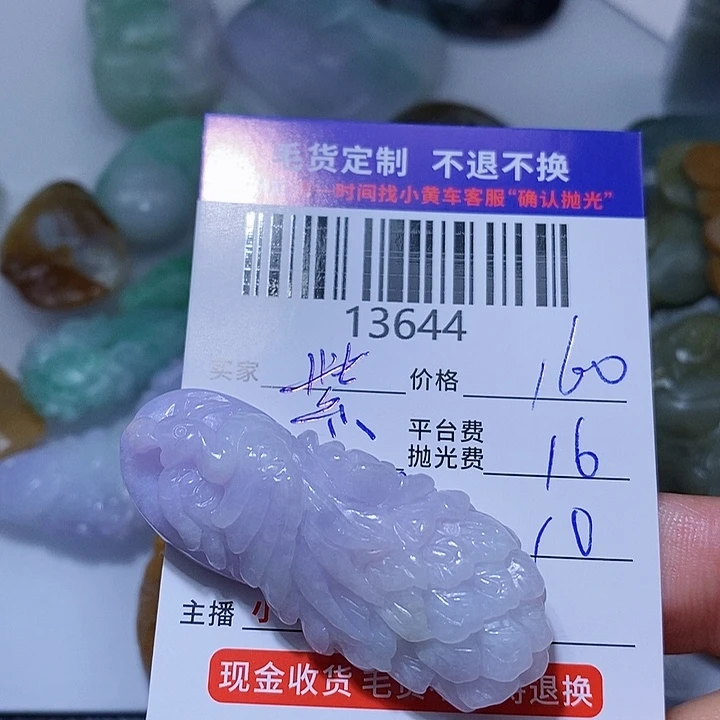 毛货定制 不退不换
时间找小黄车客服“确认抛光”
13644
买家 紫 价格 160
平台费
抛光费 16
10
主播 小
现金收货 毛货 退换